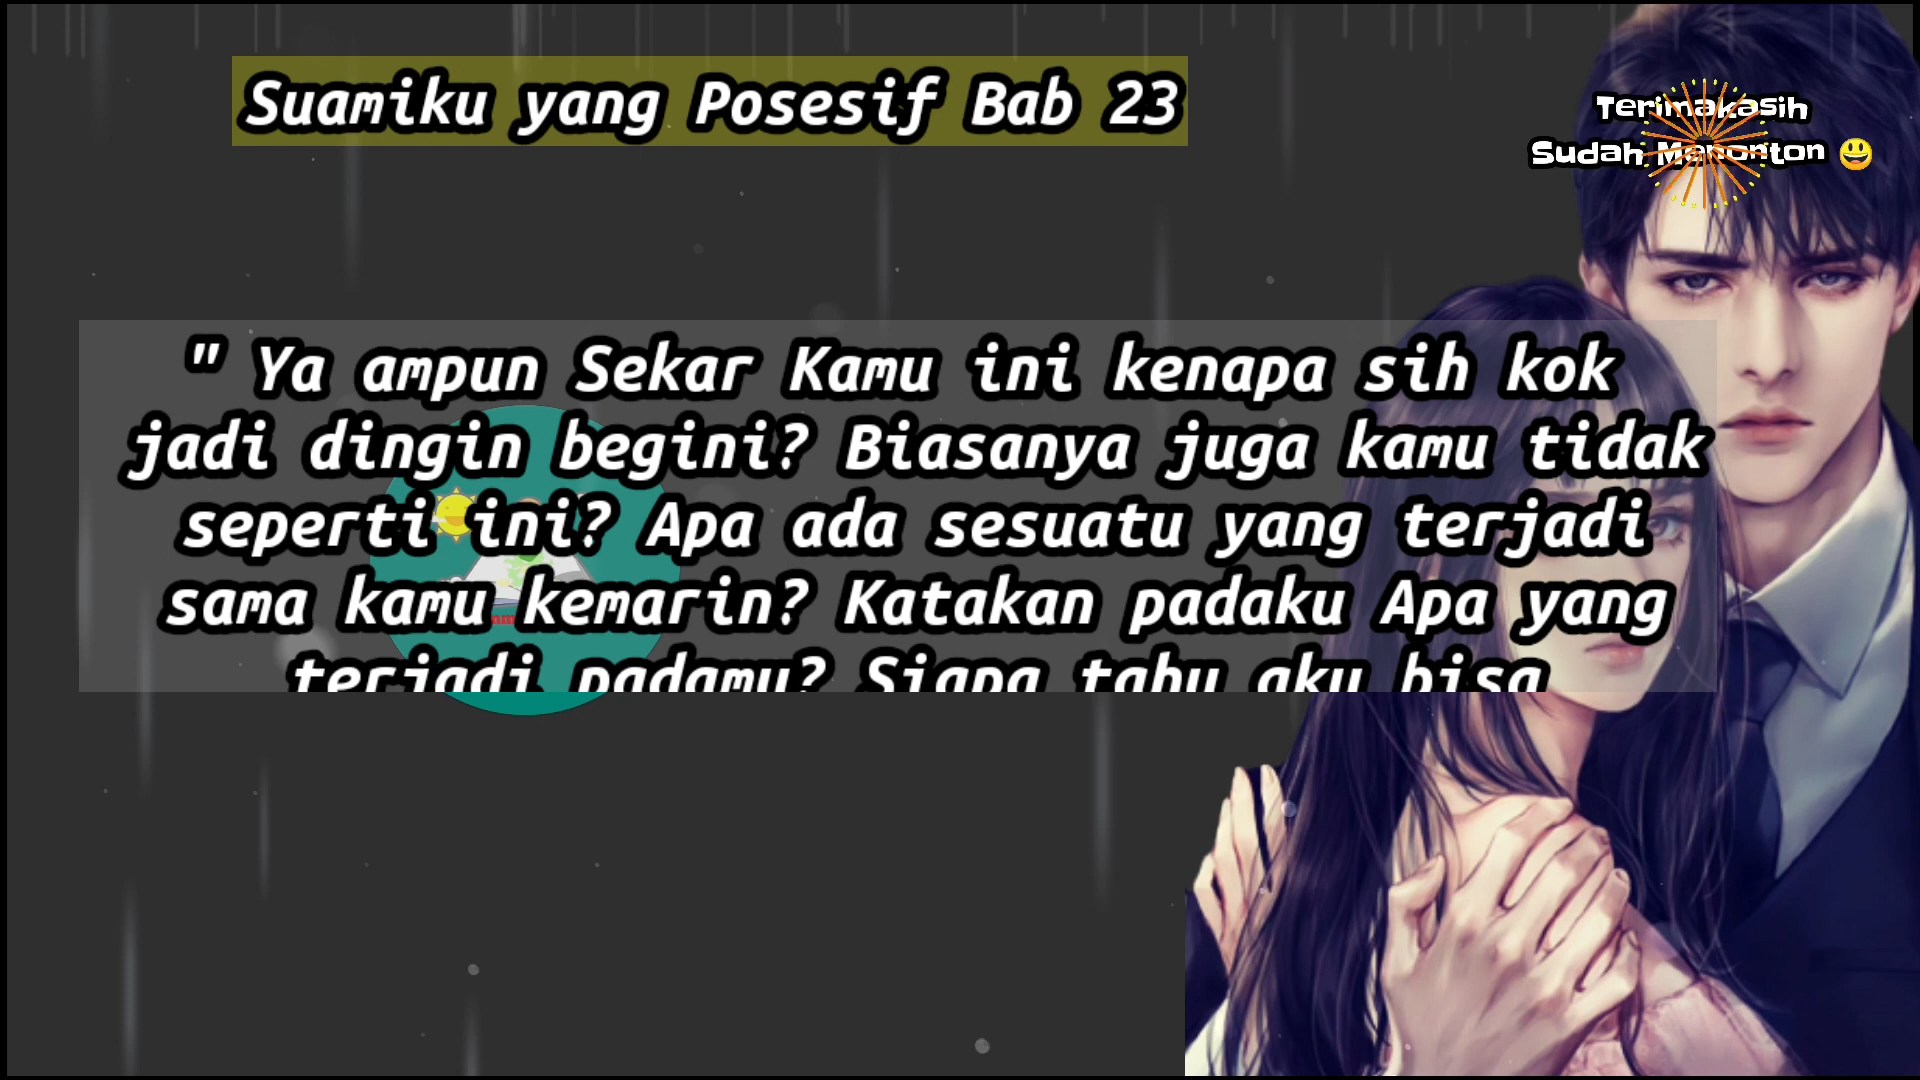 Suamiku yang Posesif Bab 23
Terimakasih
Sudah Menonton 😃
" Ya ampun Sekar Kamu ini kenapa sih kok
jadi dingin begini? Biasanya juga kamu tidak
seperti ini? Apa ada sesuatu yang terjadi
sama kamu kemarin? Katakan padaku Apa yang
terjadi padamu? Siapa tahu aku bisa